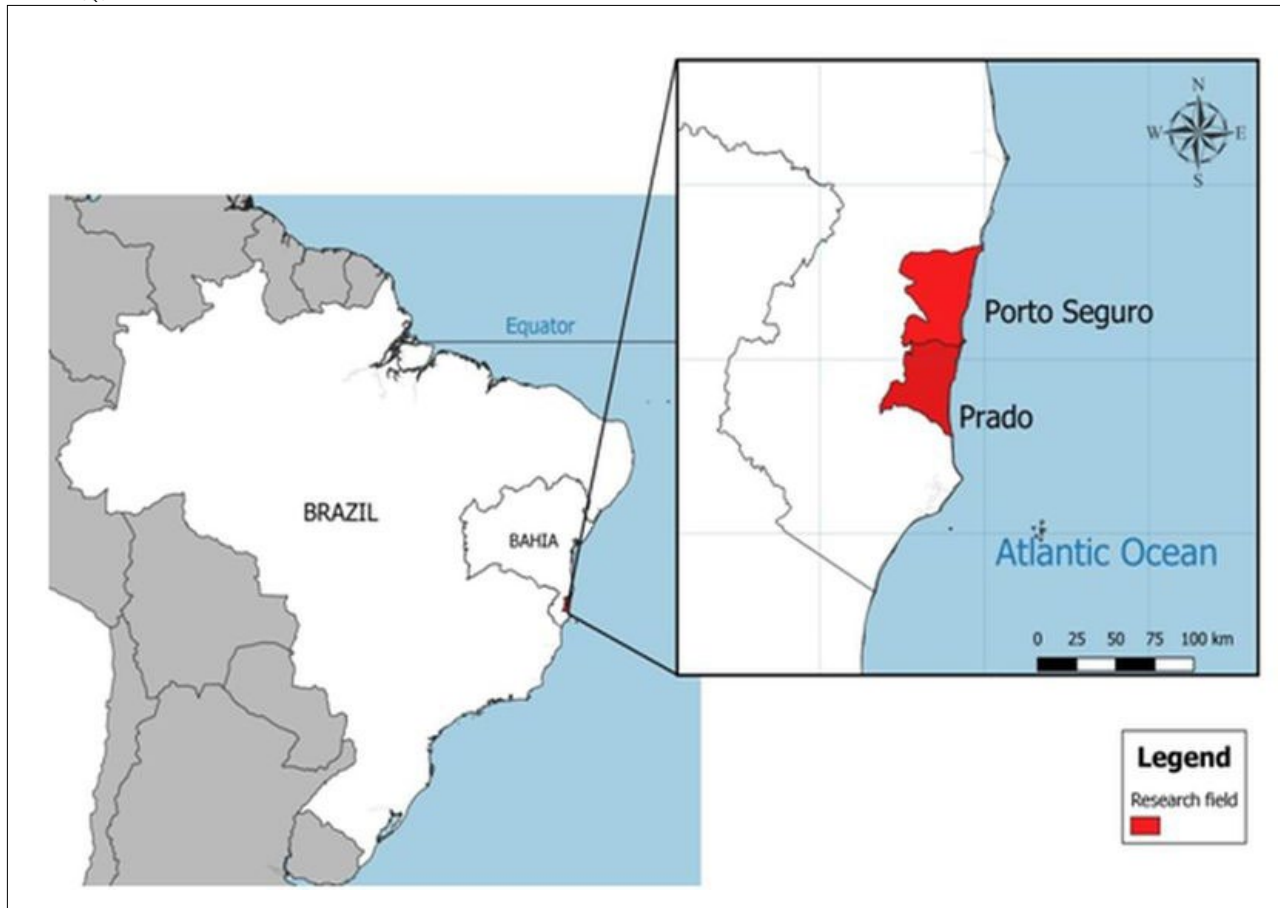 N
W E
S
Porto Seguro
Equator
Prado
BRAZIL
BAHIA
Atlantic Ocean
0 25 50 75 100 km
Legend
Research field